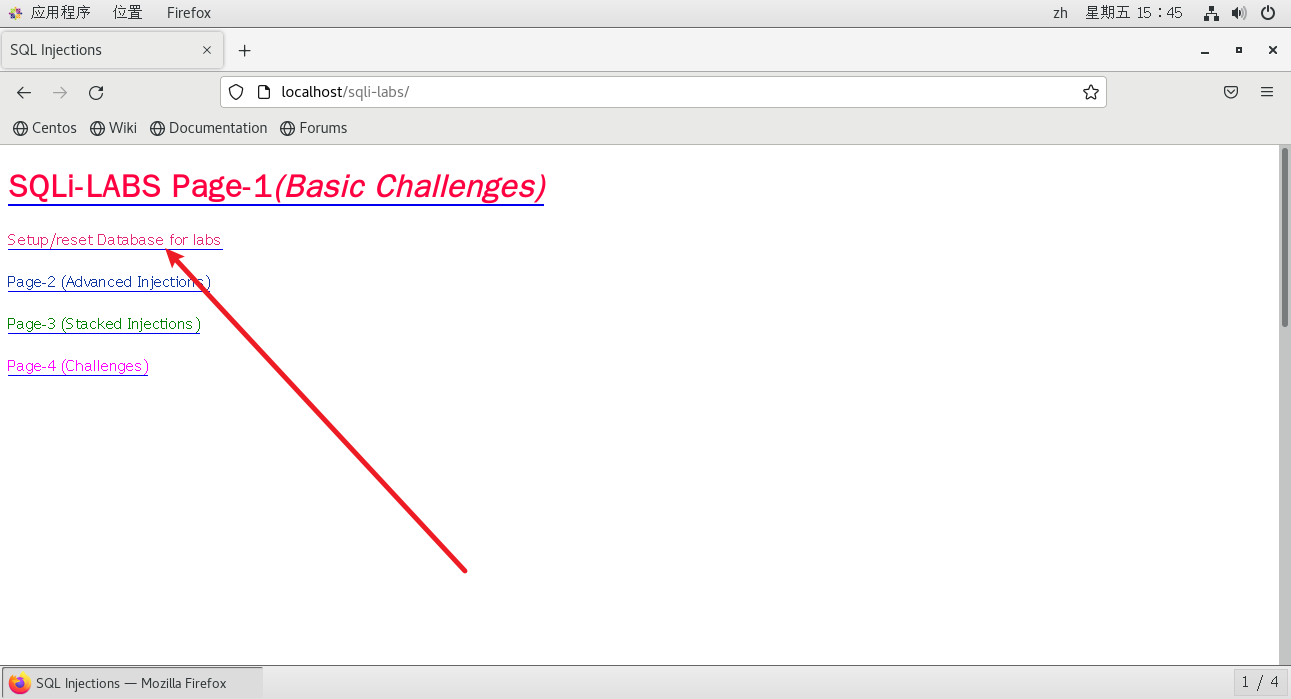 应用程序 位置 Firefox zh 星期五 15：45
SQL Injections
localhost/sqli-labs/
Centos Wiki Documentation Forums
SQLi-LABS Page-1(Basic Challenges)
Setup/reset Database for labs
Page-2 (Advanced Injections)
Page-3 (Stacked Injections)
Page-4 (Challenges)
SQL Injections — Mozilla Firefox 1 / 4